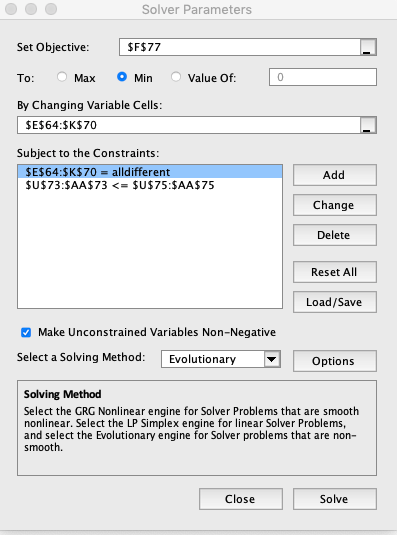 Solver Parameters
Set Objective:
$F$77
To:
Max
Min
Value Of:
0
By Changing Variable Cells:
$E$64:$K$70
Subject to the Constraints:
$E$64:$K$70 = alldifferent
$U$73:$AA$73 <= $U$75:$AA$75
Add
Change
Delete
Reset All
Load/Save
Make Unconstrained Variables Non-Negative
Select a Solving Method:
Evolutionary
Options
Solving Method
Select the GRG Nonlinear engine for Solver Problems that are smooth
nonlinear. Select the LP Simplex engine for linear Solver Problems,
and select the Evolutionary engine for Solver problems that are non-
smooth.
Close
Solve